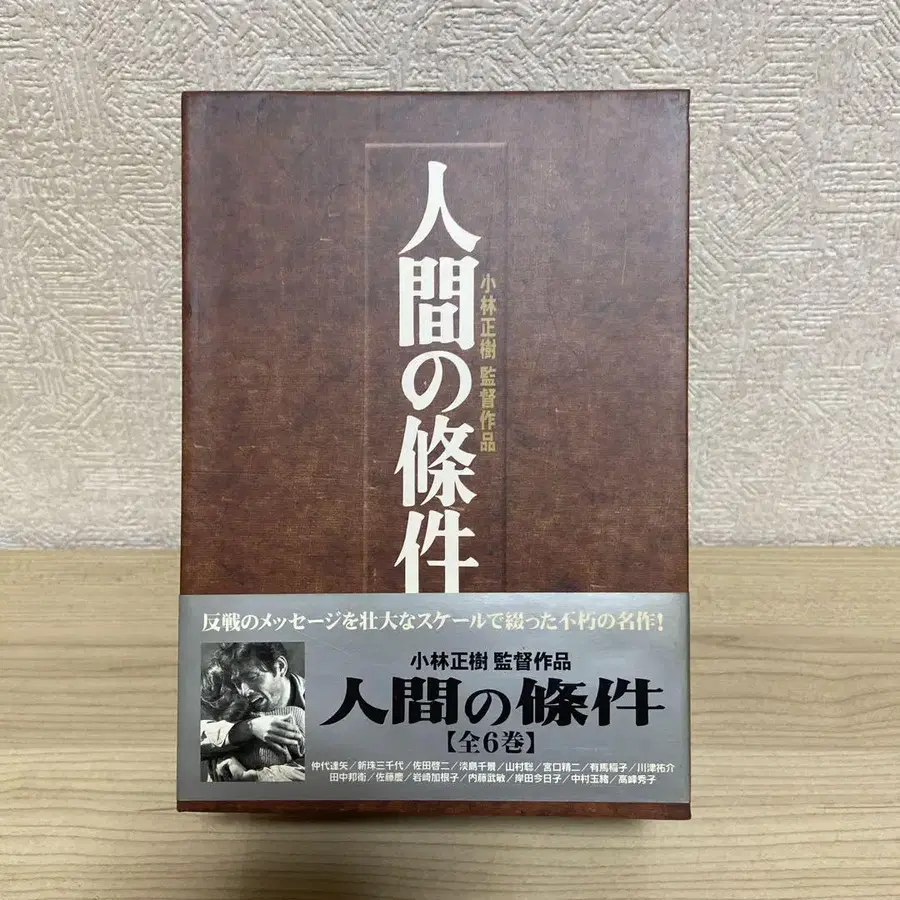 人間の條件
小林正樹 監督作品
反戦のメッセージを壮大なスケールで綴った不朽の名作!
小林正樹 監督作品
人間の條件
【全6巻】
仲代達矢/新珠三千代/佐田啓二/淡島千景/山村聡/宮口精二/有馬稲子/川津祐介
田中邦衛/佐藤慶/岩崎加根子/内藤武敏/岸田今日子/中村玉緒/高峰秀子